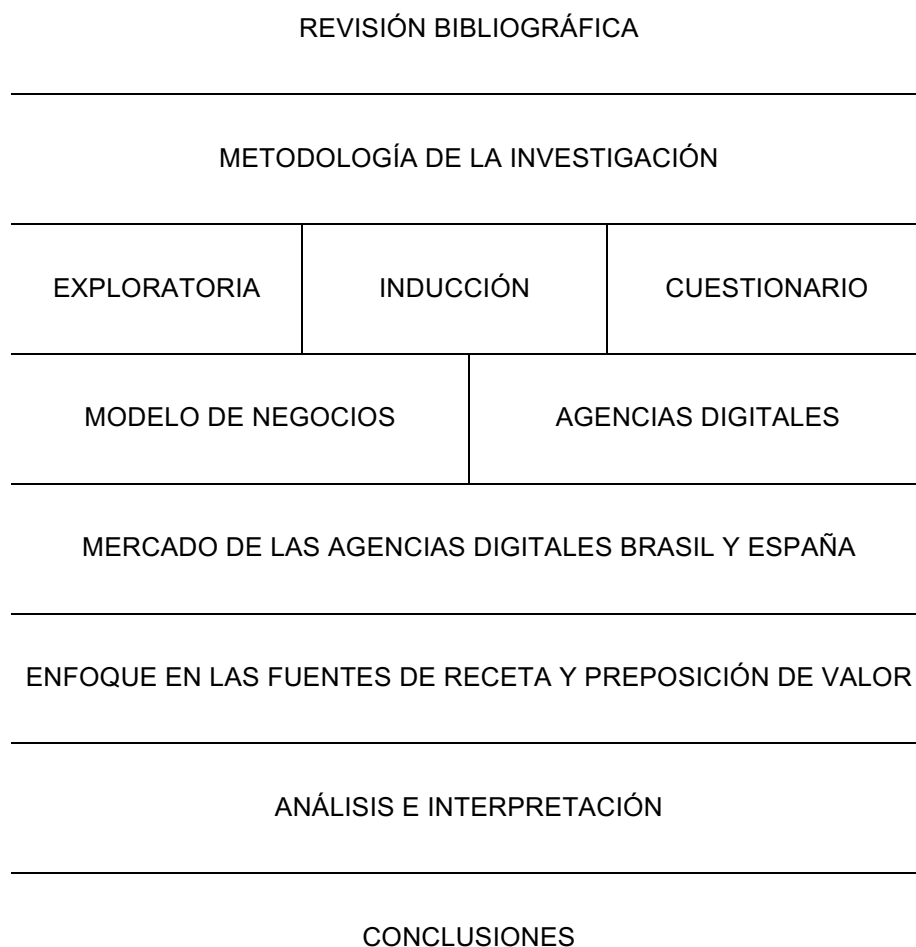 REVISIÓN BIBLIOGRÁFICA
METODOLOGÍA DE LA INVESTIGACIÓN
EXPLORATORIA
INDUCCIÓN
CUESTIONARIO
MODELO DE NEGOCIOS
AGENCIAS DIGITALES
MERCADO DE LAS AGENCIAS DIGITALES BRASIL Y ESPAÑA
ENFOQUE EN LAS FUENTES DE RECETA Y PREPOSICIÓN DE VALOR
ANÁLISIS E INTERPRETACIÓN
CONCLUSIONES